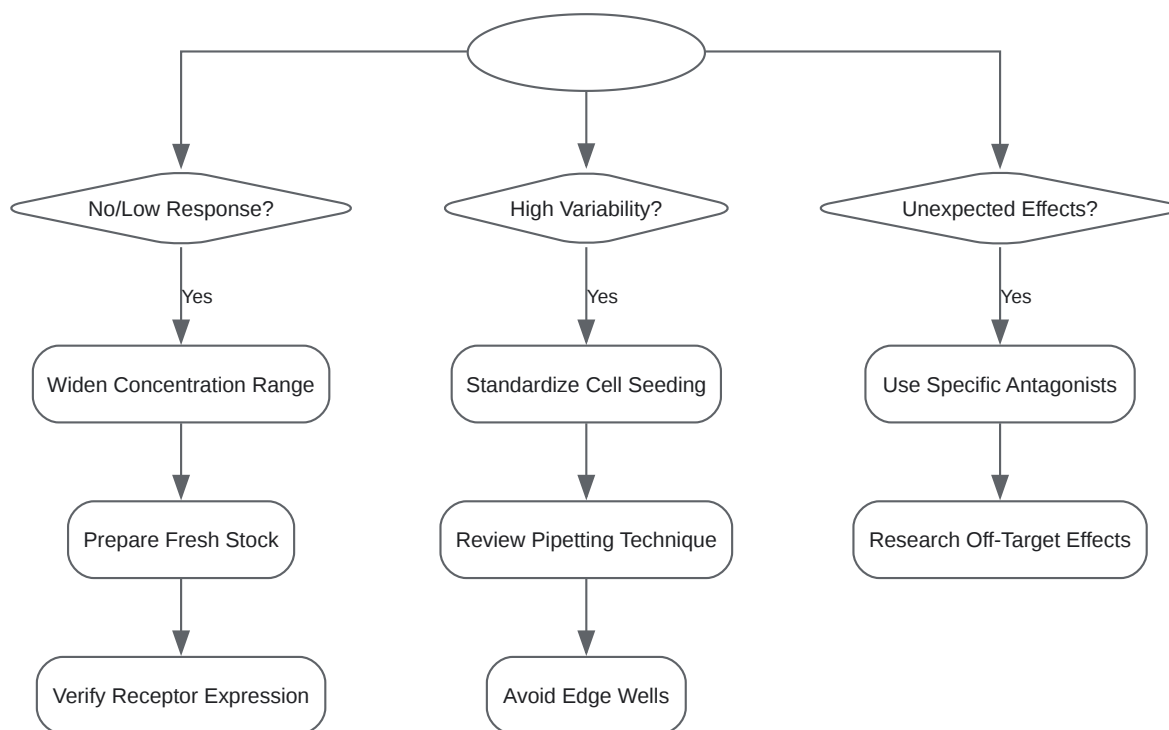 No/Low Response?
High Variability?
Unexpected Effects?
Yes
Yes
Yes
Widen Concentration Range
Standardize Cell Seeding
Use Specific Antagonists
Prepare Fresh Stock
Review Pipetting Technique
Research Off-Target Effects
Verify Receptor Expression
Avoid Edge Wells